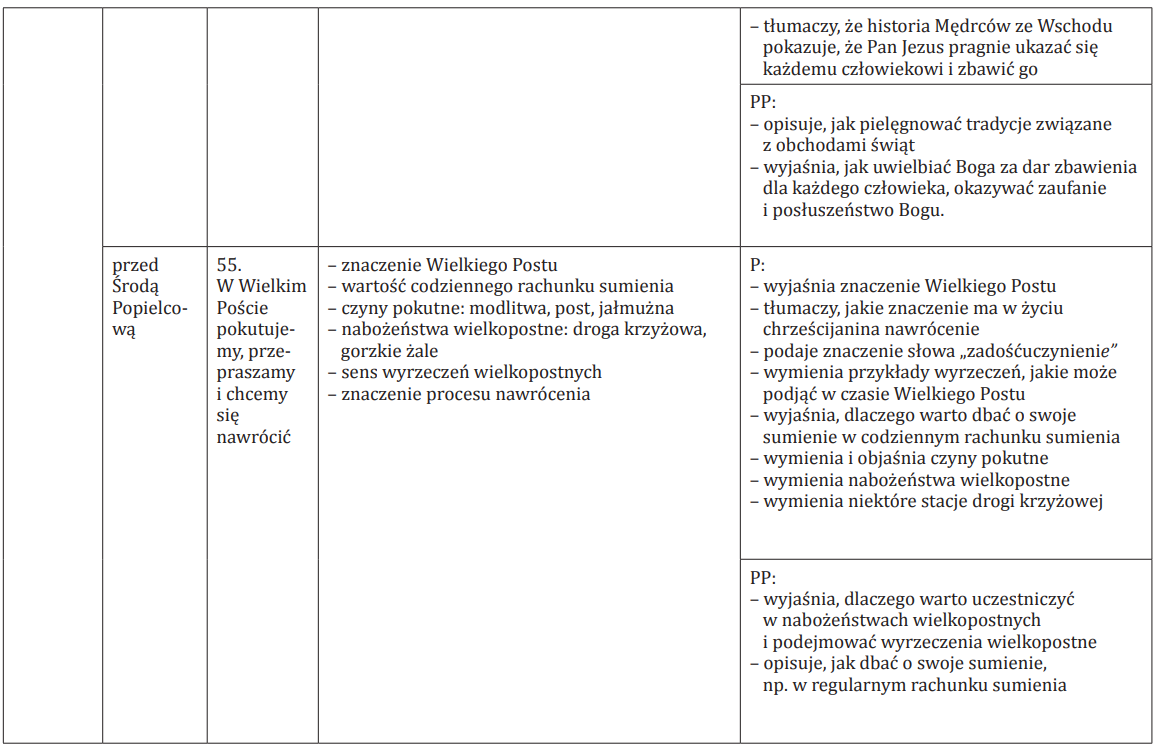 – tłumaczy, że historia Mędrców ze Wschodu
pokazuje, że Pan Jezus pragnie ukazać się
każdemu człowiekowi i zbawić go
PP:
– opisuje, jak pielęgnować tradycje związane
z obchodami świąt
– wyjaśnia, jak uwielbiać Boga za dar zbawienia
dla każdego człowieka, okazywać zaufanie
i posłuszeństwo Bogu.
przed
Środą
Popielco-
wą
55.
W Wielkim
Poście
pokutuje-
my, prze-
praszamy
i chcemy
się
nawrócić
– znaczenie Wielkiego Postu
– wartość codziennego rachunku sumienia
– czyny pokutne: modlitwa, post, jałmużna
– nabożeństwa wielkopostne: droga krzyżowa,
gorzkie żale
– sens wyrzeczeń wielkopostnych
– znaczenie procesu nawrócenia
P:
– wyjaśnia znaczenie Wielkiego Postu
– tłumaczy, jakie znaczenie ma w życiu
chrześcijanina nawrócenie
– podaje znaczenie słowa „zadośćuczynienie”
– wymienia przykłady wyrzeczeń, jakie może
podjąć w czasie Wielkiego Postu
– wyjaśnia, dlaczego warto dbać o swoje
sumienie w codziennym rachunku sumienia
– wymienia i objaśnia czyny pokutne
– wymienia nabożeństwa wielkopostne
– wymienia niektóre stacje drogi krzyżowej
PP:
– wyjaśnia, dlaczego warto uczestniczyć
w nabożeństwach wielkopostnych
i podejmować wyrzeczenia wielkopostne
– opisuje, jak dbać o swoje sumienie,
np. w regularnym rachunku sumienia